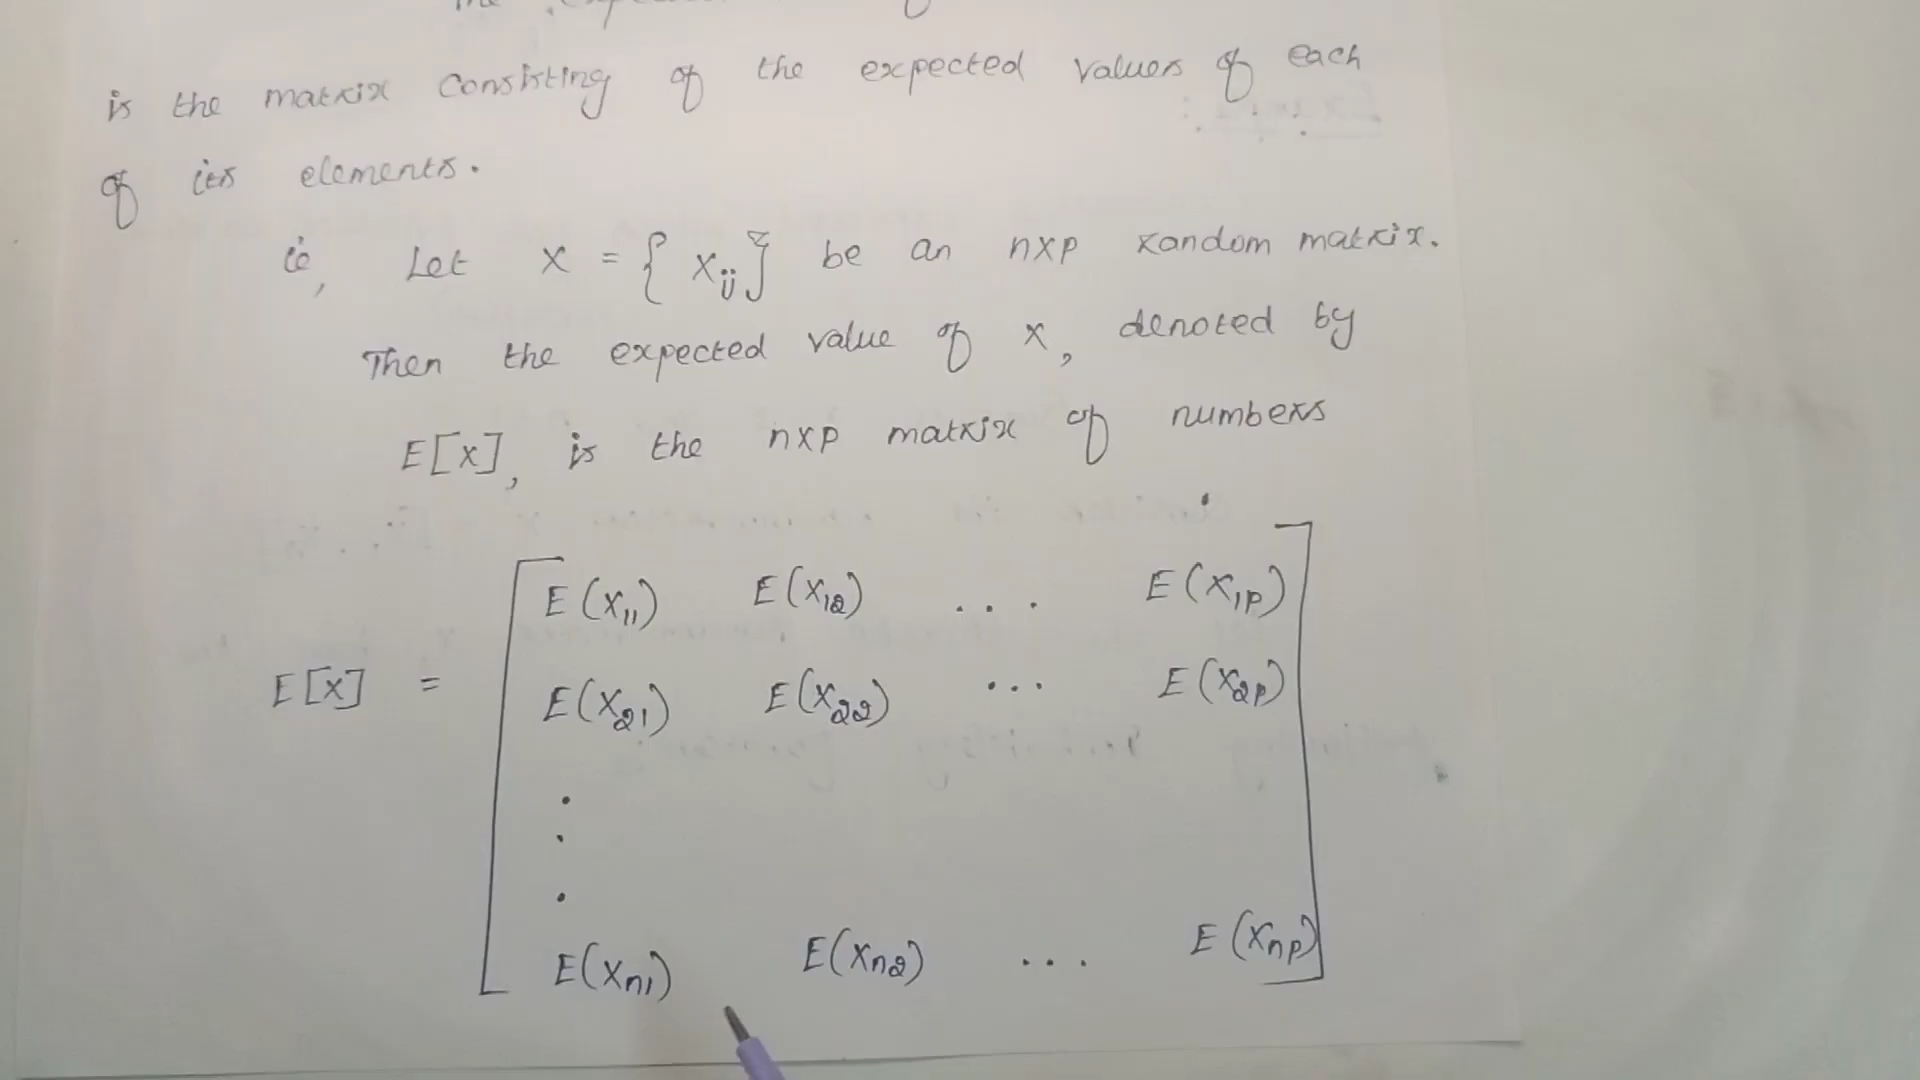 is the matrix consisting of the expected values of each
of its elements.
ie, Let X = { Xij } be an nxp random matrix.
Then the expected value of X, denoted by
E[X], is the nxp matrix of numbers
E(X11) E(X12) ... E(X1p)
E[X] = E(X21) E(X22) ... E(X2p)
.
.
.
E(Xn1) E(Xn2) ... E(Xnp)